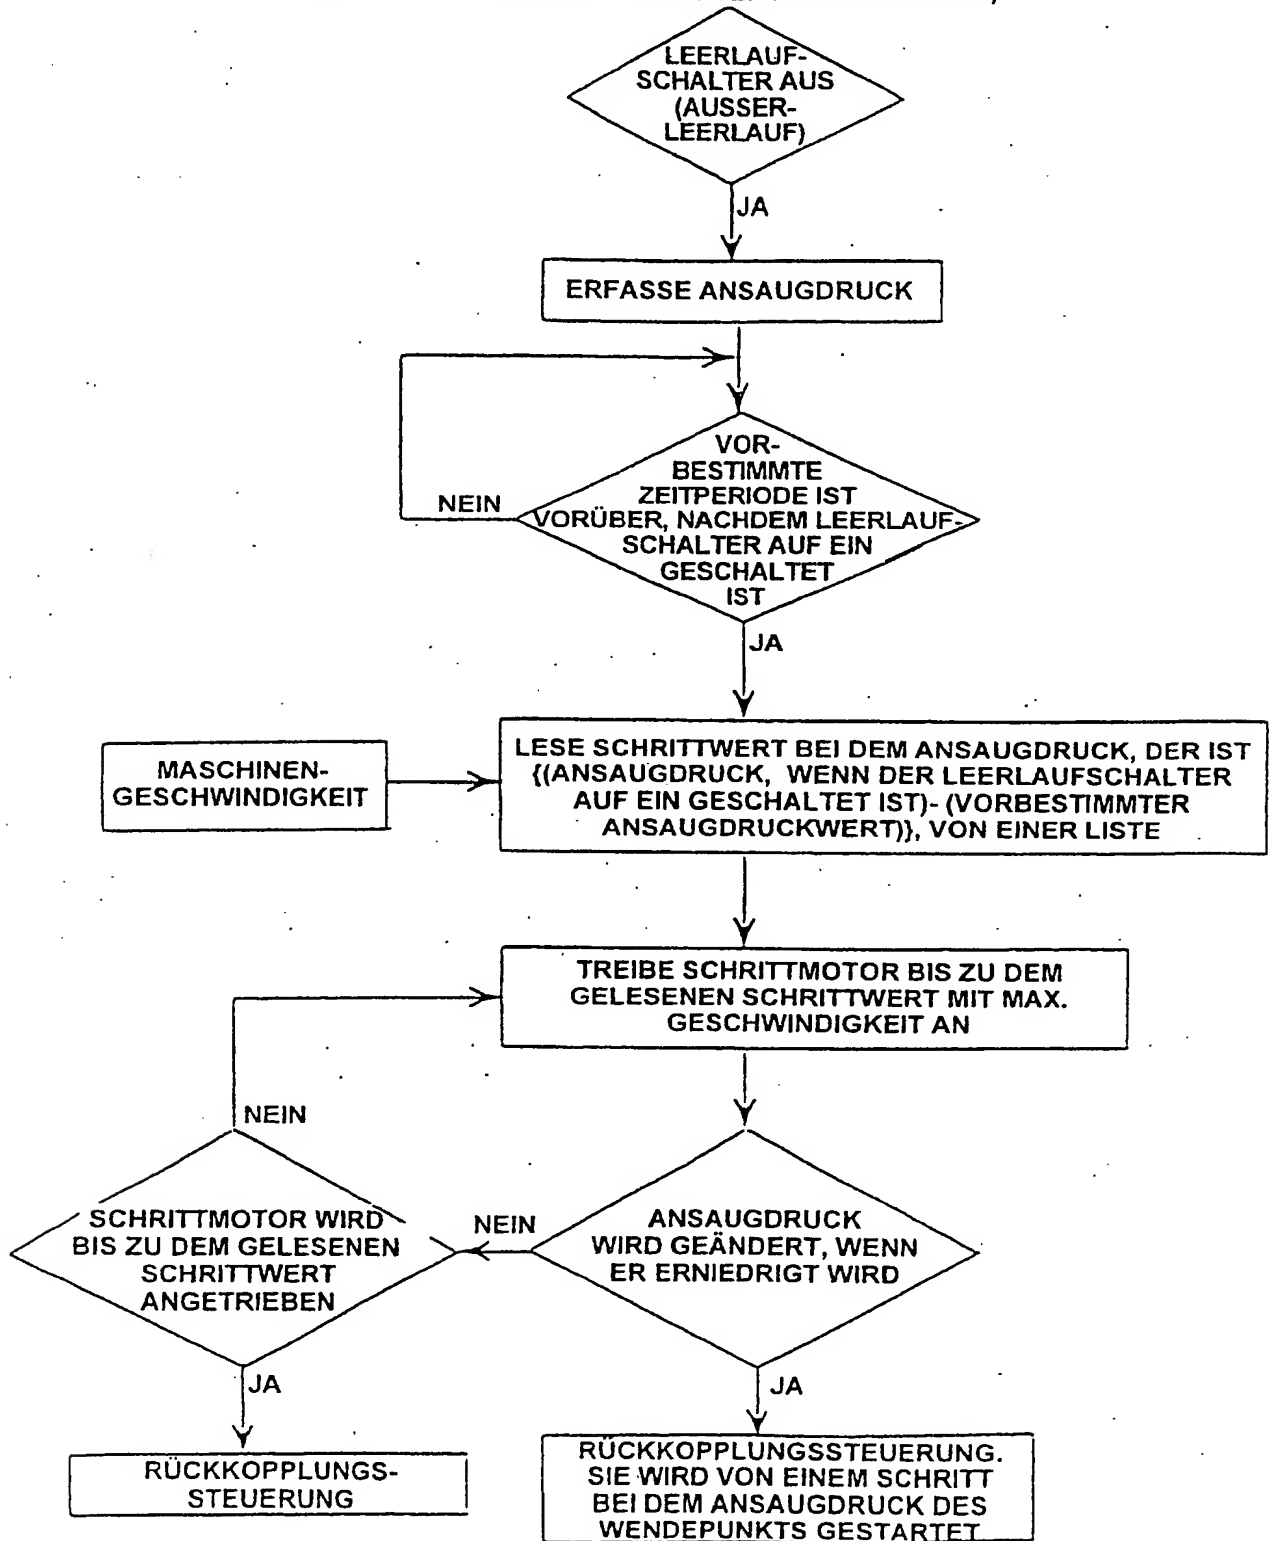 LEERLAUF-
SCHALTER AUS
(AUSSER-
LEERLAUF)
JA
ERFASSE ANSAUGDRUCK
VOR-
BESTIMMTE
ZEITPERIODE IST
VORÜBER, NACHDEM LEERLAUF-
SCHALTER AUF EIN
GESCHALTET
IST
NEIN
JA
MASCHINEN-
GESCHWINDIGKEIT
LESE SCHRITTWERT BEI DEM ANSAUGDRUCK, DER IST
{(ANSAUGDRUCK, WENN DER LEERLAUFSCHALTER
AUF EIN GESCHALTET IST)- (VORBESTIMMTER
ANSAUGDRUCKWERT)}, VON EINER LISTE
TREIBE SCHRITTMOTOR BIS ZU DEM
GELESENEN SCHRITTWERT MIT MAX.
GESCHWINDIGKEIT AN
NEIN
SCHRITTMOTOR WIRD
BIS ZU DEM GELESENEN
SCHRITTWERT
ANGETRIEBEN
NEIN
ANSAUGDRUCK
WIRD GEÄNDERT, WENN
ER ERNIEDRIGT WIRD
JA
JA
RÜCKKOPPLUNGS-
STEUERUNG
RÜCKKOPPLUNGSSTEUERUNG.
SIE WIRD VON EINEM SCHRITT
BEI DEM ANSAUGDRUCK DES
WENDEPUNKTS GESTARTET